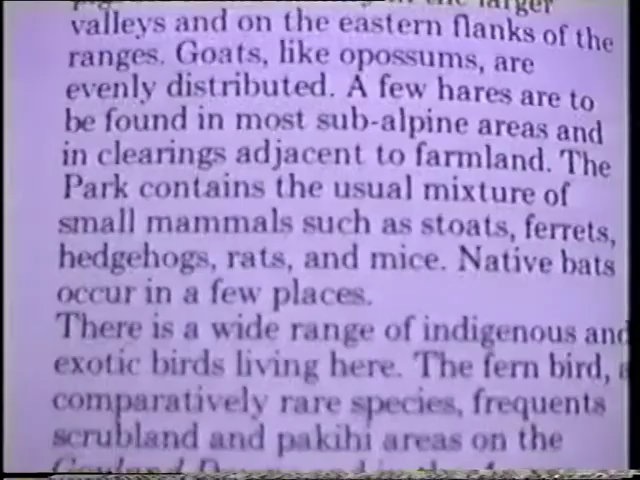 larger
valleys and on the eastern flanks of the
ranges. Goats, like opossums, are
evenly distributed. A few hares are to
be found in most sub-alpine areas and
in clearings adjacent to farmland. The
Park contains the usual mixture of
small mammals such as stoats, ferrets,
hedgehogs, rats, and mice. Native bats
occur in a few places.
There is a wide range of indigenous and
exotic birds living here. The fern bird,
comparatively rare species, frequents
scrubland and pakihi areas on the